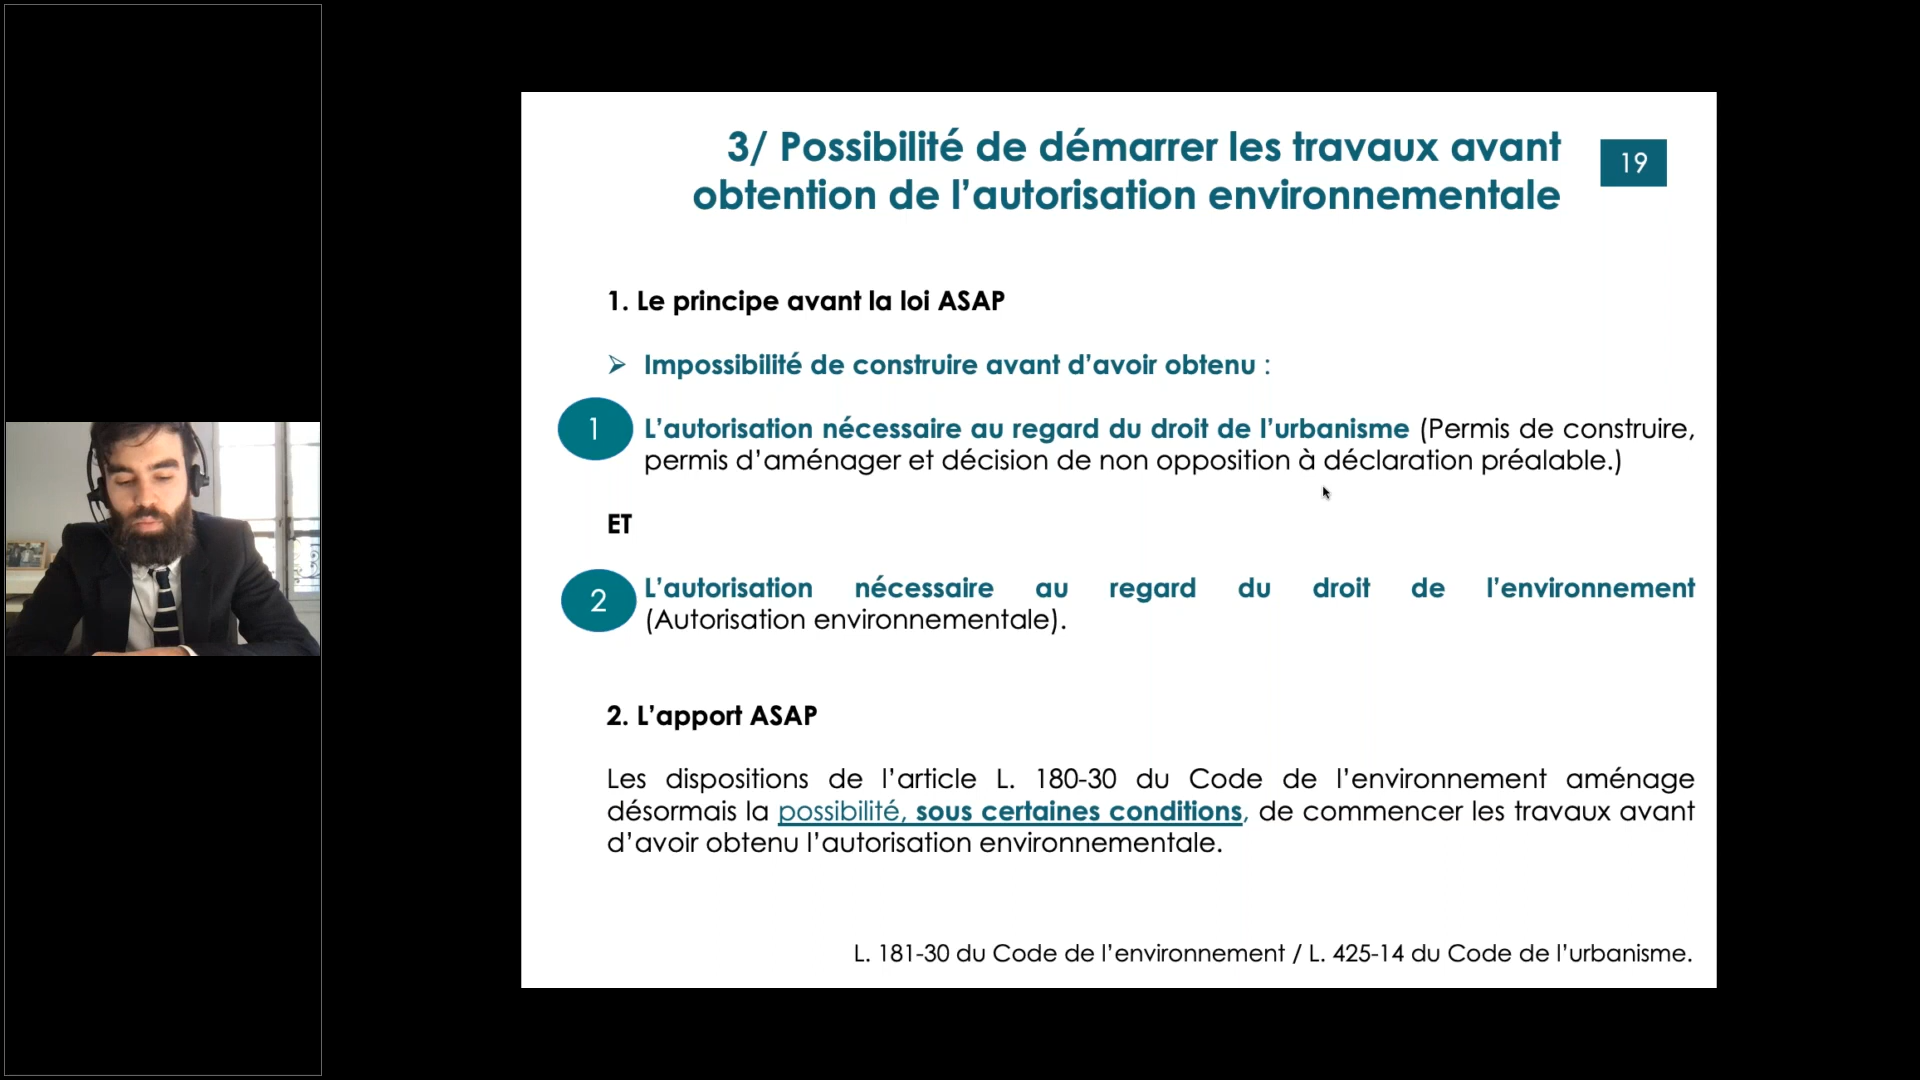 3/ Possibilité de démarrer les travaux avant
obtention de l’autorisation environnementale
19
1. Le principe avant la loi ASAP
➢ Impossibilité de construire avant d’avoir obtenu :
1
L’autorisation nécessaire au regard du droit de l’urbanisme (Permis de construire,
permis d’aménager et décision de non opposition à déclaration préalable.)
ET
2
L’autorisation nécessaire au regard du droit de l’environnement
(Autorisation environnementale).
2. L’apport ASAP
Les dispositions de l’article L. 180-30 du Code de l’environnement aménage
désormais la possibilité, sous certaines conditions, de commencer les travaux avant
d’avoir obtenu l’autorisation environnementale.
L. 181-30 du Code de l’environnement / L. 425-14 du Code de l’urbanisme.